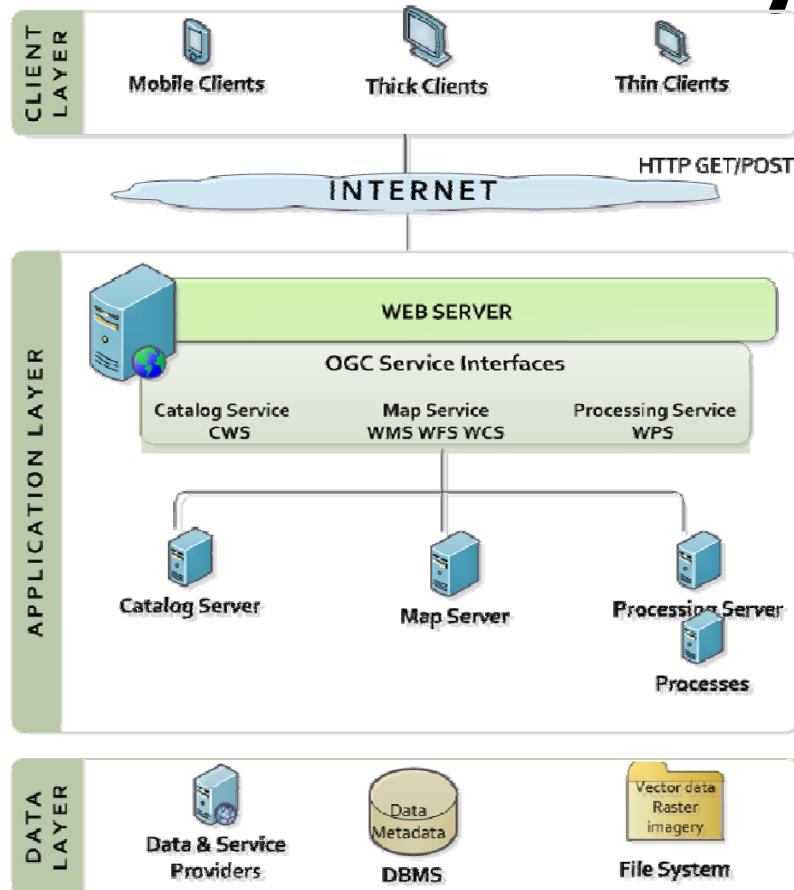 CLIENT
LAYER
Mobile Clients
Thick Clients
Thin Clients
HTTP GET/POST
INTERNET
APPLICATION LAYER
WEB SERVER
OGC Service Interfaces
Catalog Service
CWS
Map Service
WMS WFS WCS
Processing Service
WPS
Catalog Server
Map Server
Processing Server
Processes
DATA
LAYER
Data & Service
Providers
Data
Metadata
DBMS
Vector data
Raster
imagery
File System